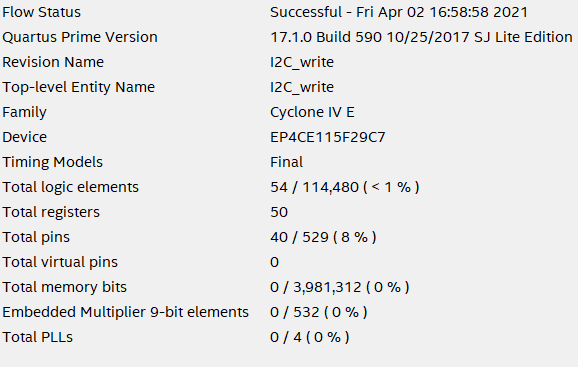 Flow Status Successful - Fri Apr 02 16:58:58 2021
Quartus Prime Version 17.1.0 Build 590 10/25/2017 SJ Lite Edition
Revision Name I2C_write
Top-level Entity Name I2C_write
Family Cyclone IV E
Device EP4CE115F29C7
Timing Models Final
Total logic elements 54 / 114,480 ( < 1 % )
Total registers 50
Total pins 40 / 529 ( 8 % )
Total virtual pins 0
Total memory bits 0 / 3,981,312 ( 0 % )
Embedded Multiplier 9-bit elements 0 / 532 ( 0 % )
Total PLLs 0 / 4 ( 0 % )